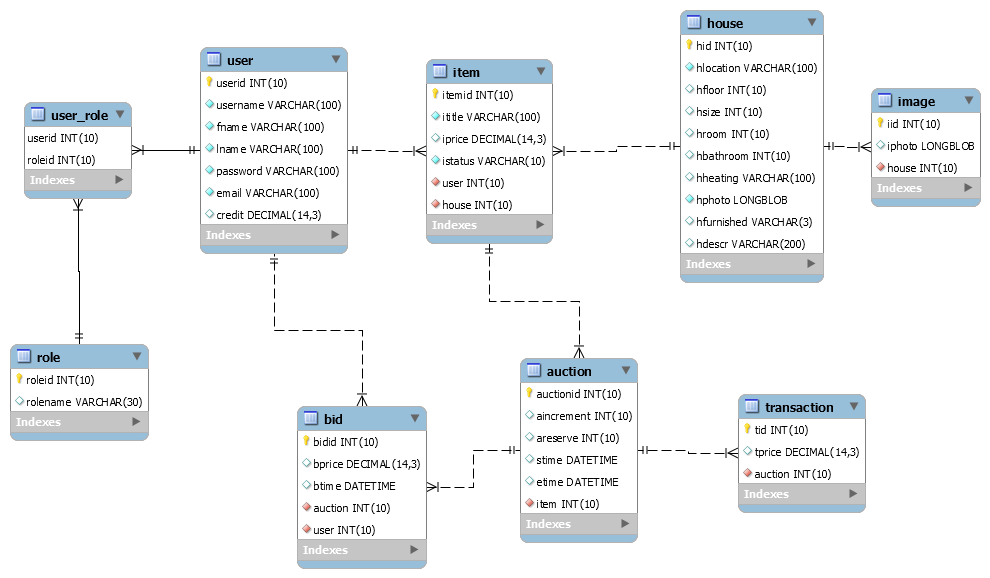 user_role
userid INT(10)
roleid INT(10)
Indexes
user
userid INT(10)
username VARCHAR(100)
fname VARCHAR(100)
lname VARCHAR(100)
password VARCHAR(100)
email VARCHAR(100)
credit DECIMAL(14,3)
Indexes
item
itemid INT(10)
ititle VARCHAR(100)
iprice DECIMAL(14,3)
istatus VARCHAR(10)
user INT(10)
house INT(10)
Indexes
house
hid INT(10)
hlocation VARCHAR(100)
hfloor INT(10)
hsize INT(10)
hroom INT(10)
hbathroom INT(10)
hheating VARCHAR(100)
hphoto LONGBLOB
hfurnished VARCHAR(3)
hdescr VARCHAR(200)
Indexes
image
iid INT(10)
iphoto LONGBLOB
house INT(10)
Indexes
role
roleid INT(10)
rolename VARCHAR(30)
Indexes
bid
bidid INT(10)
bprice DECIMAL(14,3)
btime DATETIME
auction INT(10)
user INT(10)
Indexes
auction
auctionid INT(10)
aincrement INT(10)
areserve INT(10)
stime DATETIME
etime DATETIME
item INT(10)
Indexes
transaction
tid INT(10)
tprice DECIMAL(14,3)
auction INT(10)
Indexes